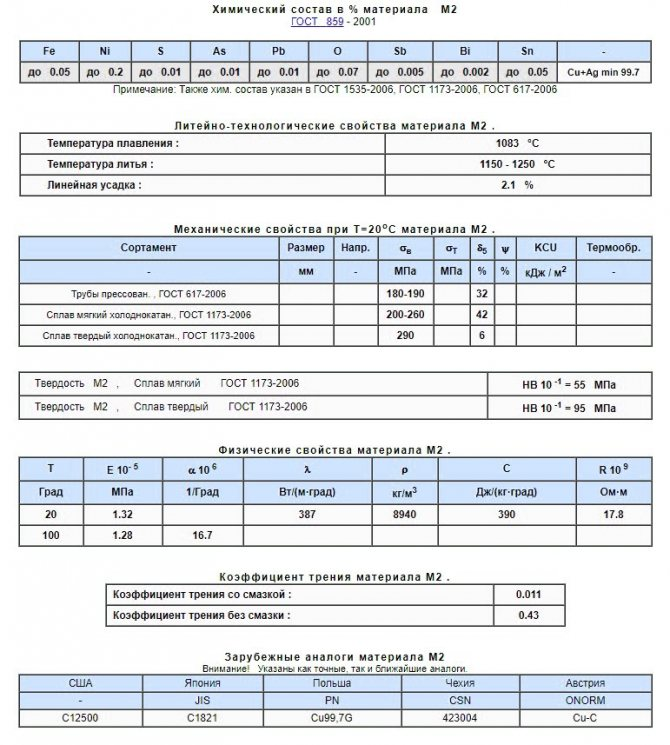 Химический состав в % материала М2
ГОСТ 859 - 2001
Fe Ni S As Pb O Sb Bi Sn -
до 0.05 до 0.2 до 0.01 до 0.01 до 0.01 до 0.07 до 0.005 до 0.002 до 0.05 Cu+Ag min 99.7
Примечание: Также хим. состав указан в ГОСТ 1535-2006, ГОСТ 1173-2006, ГОСТ 617-2006
Литейно-технологические свойства материала М2 .
Температура плавления : 1083 °C
Температура литья : 1150 - 1250 °C
Линейная усадка : 2.1 %
Механические свойства при Т=20°С материала М2 .
Сортамент Размер Напр. σв σT δ5 ψ KCU Термообр.
- мм - МПа МПа % % кДж / м2 -
Трубы прессован. , ГОСТ 617-2006 180-190 32
Сплав мягкий холоднокатан., ГОСТ 1173-2006 200-260 42
Сплав твердый холоднокатан., ГОСТ 1173-2006 290 6
Твердость М2 , Сплав мягкий ГОСТ 1173-2006 HB 10 -1 = 55 МПа
Твердость М2 , Сплав твердый ГОСТ 1173-2006 HB 10 -1 = 95 МПа
Физические свойства материала М2 .
T E 10- 5 α 10 6 λ ρ C R 10 9
Град МПа 1/Град Вт/(м·град) кг/м3 Дж/(кг·град) Ом·м
20 1.32 387 8940 390 17.8
100 1.28 16.7
Коэффициент трения материала М2 .
Коэффициент трения со смазкой : 0.011
Коэффициент трения без смазки : 0.43
Зарубежные аналоги материала М2
Внимание! Указаны как точные, так и ближайшие аналоги.
США Япония Польша Чехия Австрия
- JIS PN CSN ONORM
C12500 C1821 Cu99,7G 423004 Cu-C